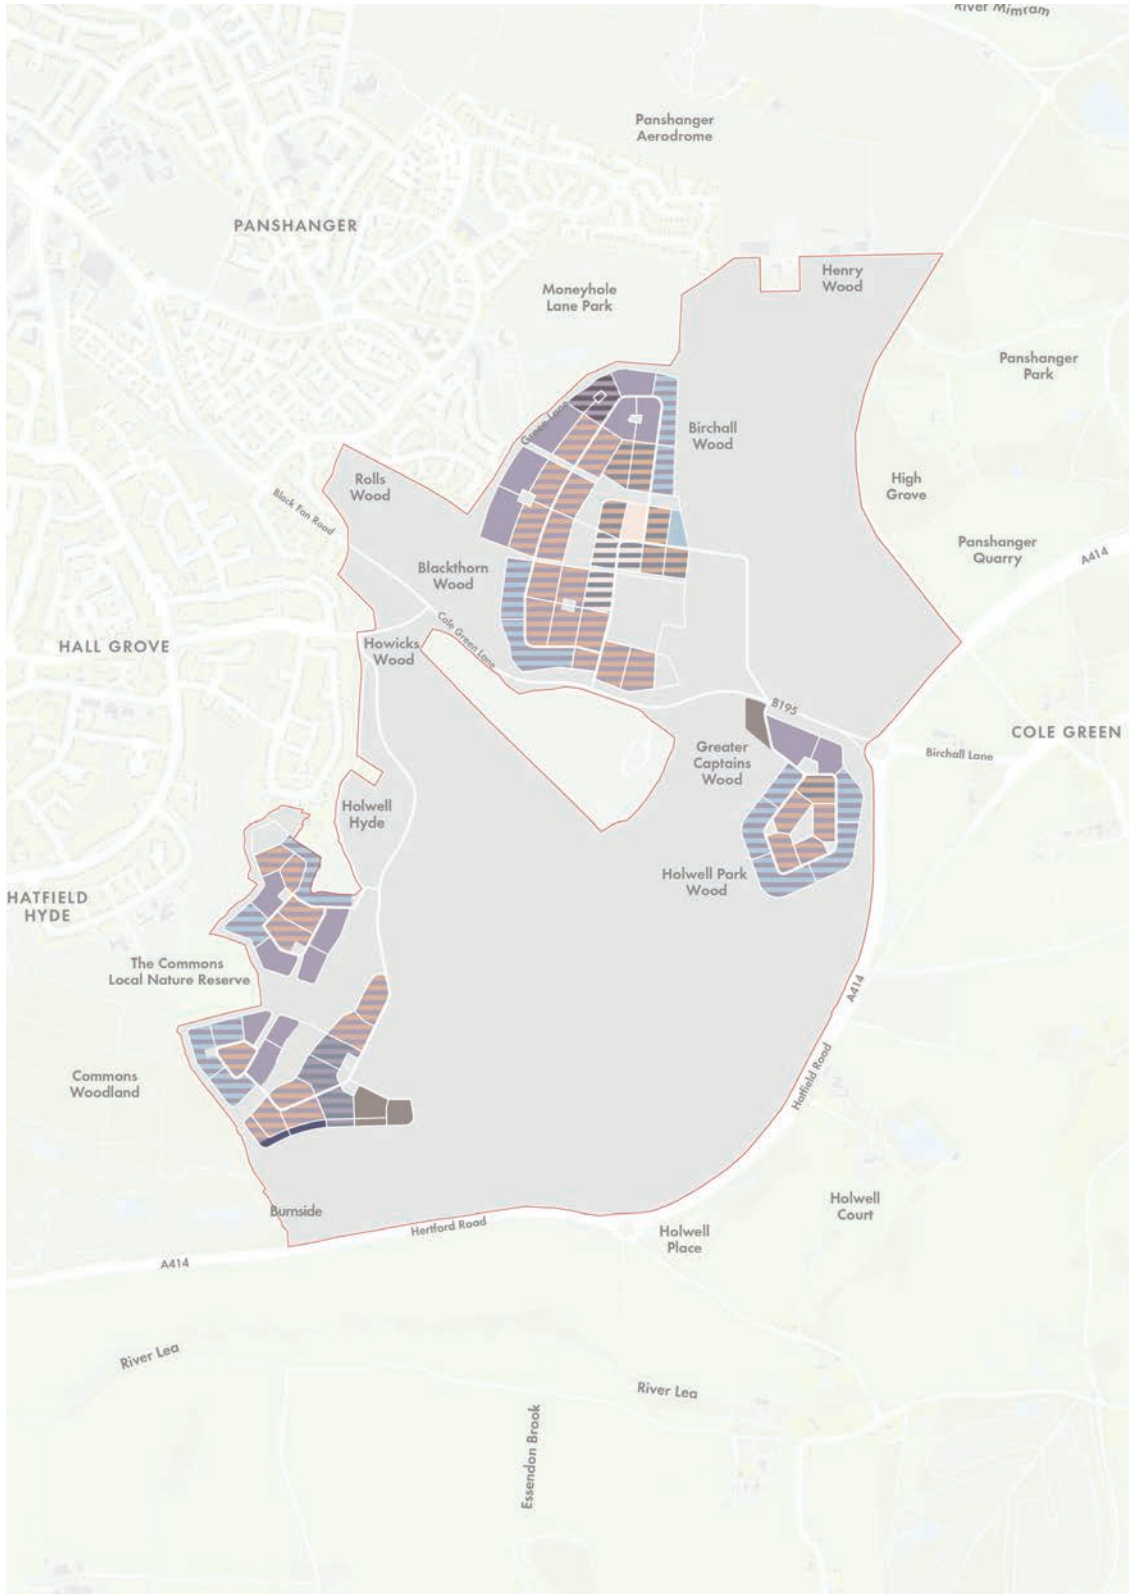 River Mimram
Panshanger
Aerodrome
PANSHANGER
Henry
Wood
Moneyhole
Lane Park
Panshanger
Park
Green Lane
Birchall
Wood
Rolls
Wood
High
Grove
Black Fan Road
Panshanger
Quarry
A414
Blackthorn
Wood
Cole Green Lane
HALL GROVE
Howicks
Wood
B195
COLE GREEN
Greater
Captains
Wood
Birchall Lane
Holwell
Hyde
Holwell Park
Wood
HATFIELD
HYDE
The Commons
Local Nature Reserve
A414
Hatfield Road
Commons
Woodland
Burnside
Hertford Road
Holwell
Court
Holwell
Place
A414
River Lea
River Lea
Essendon Brook